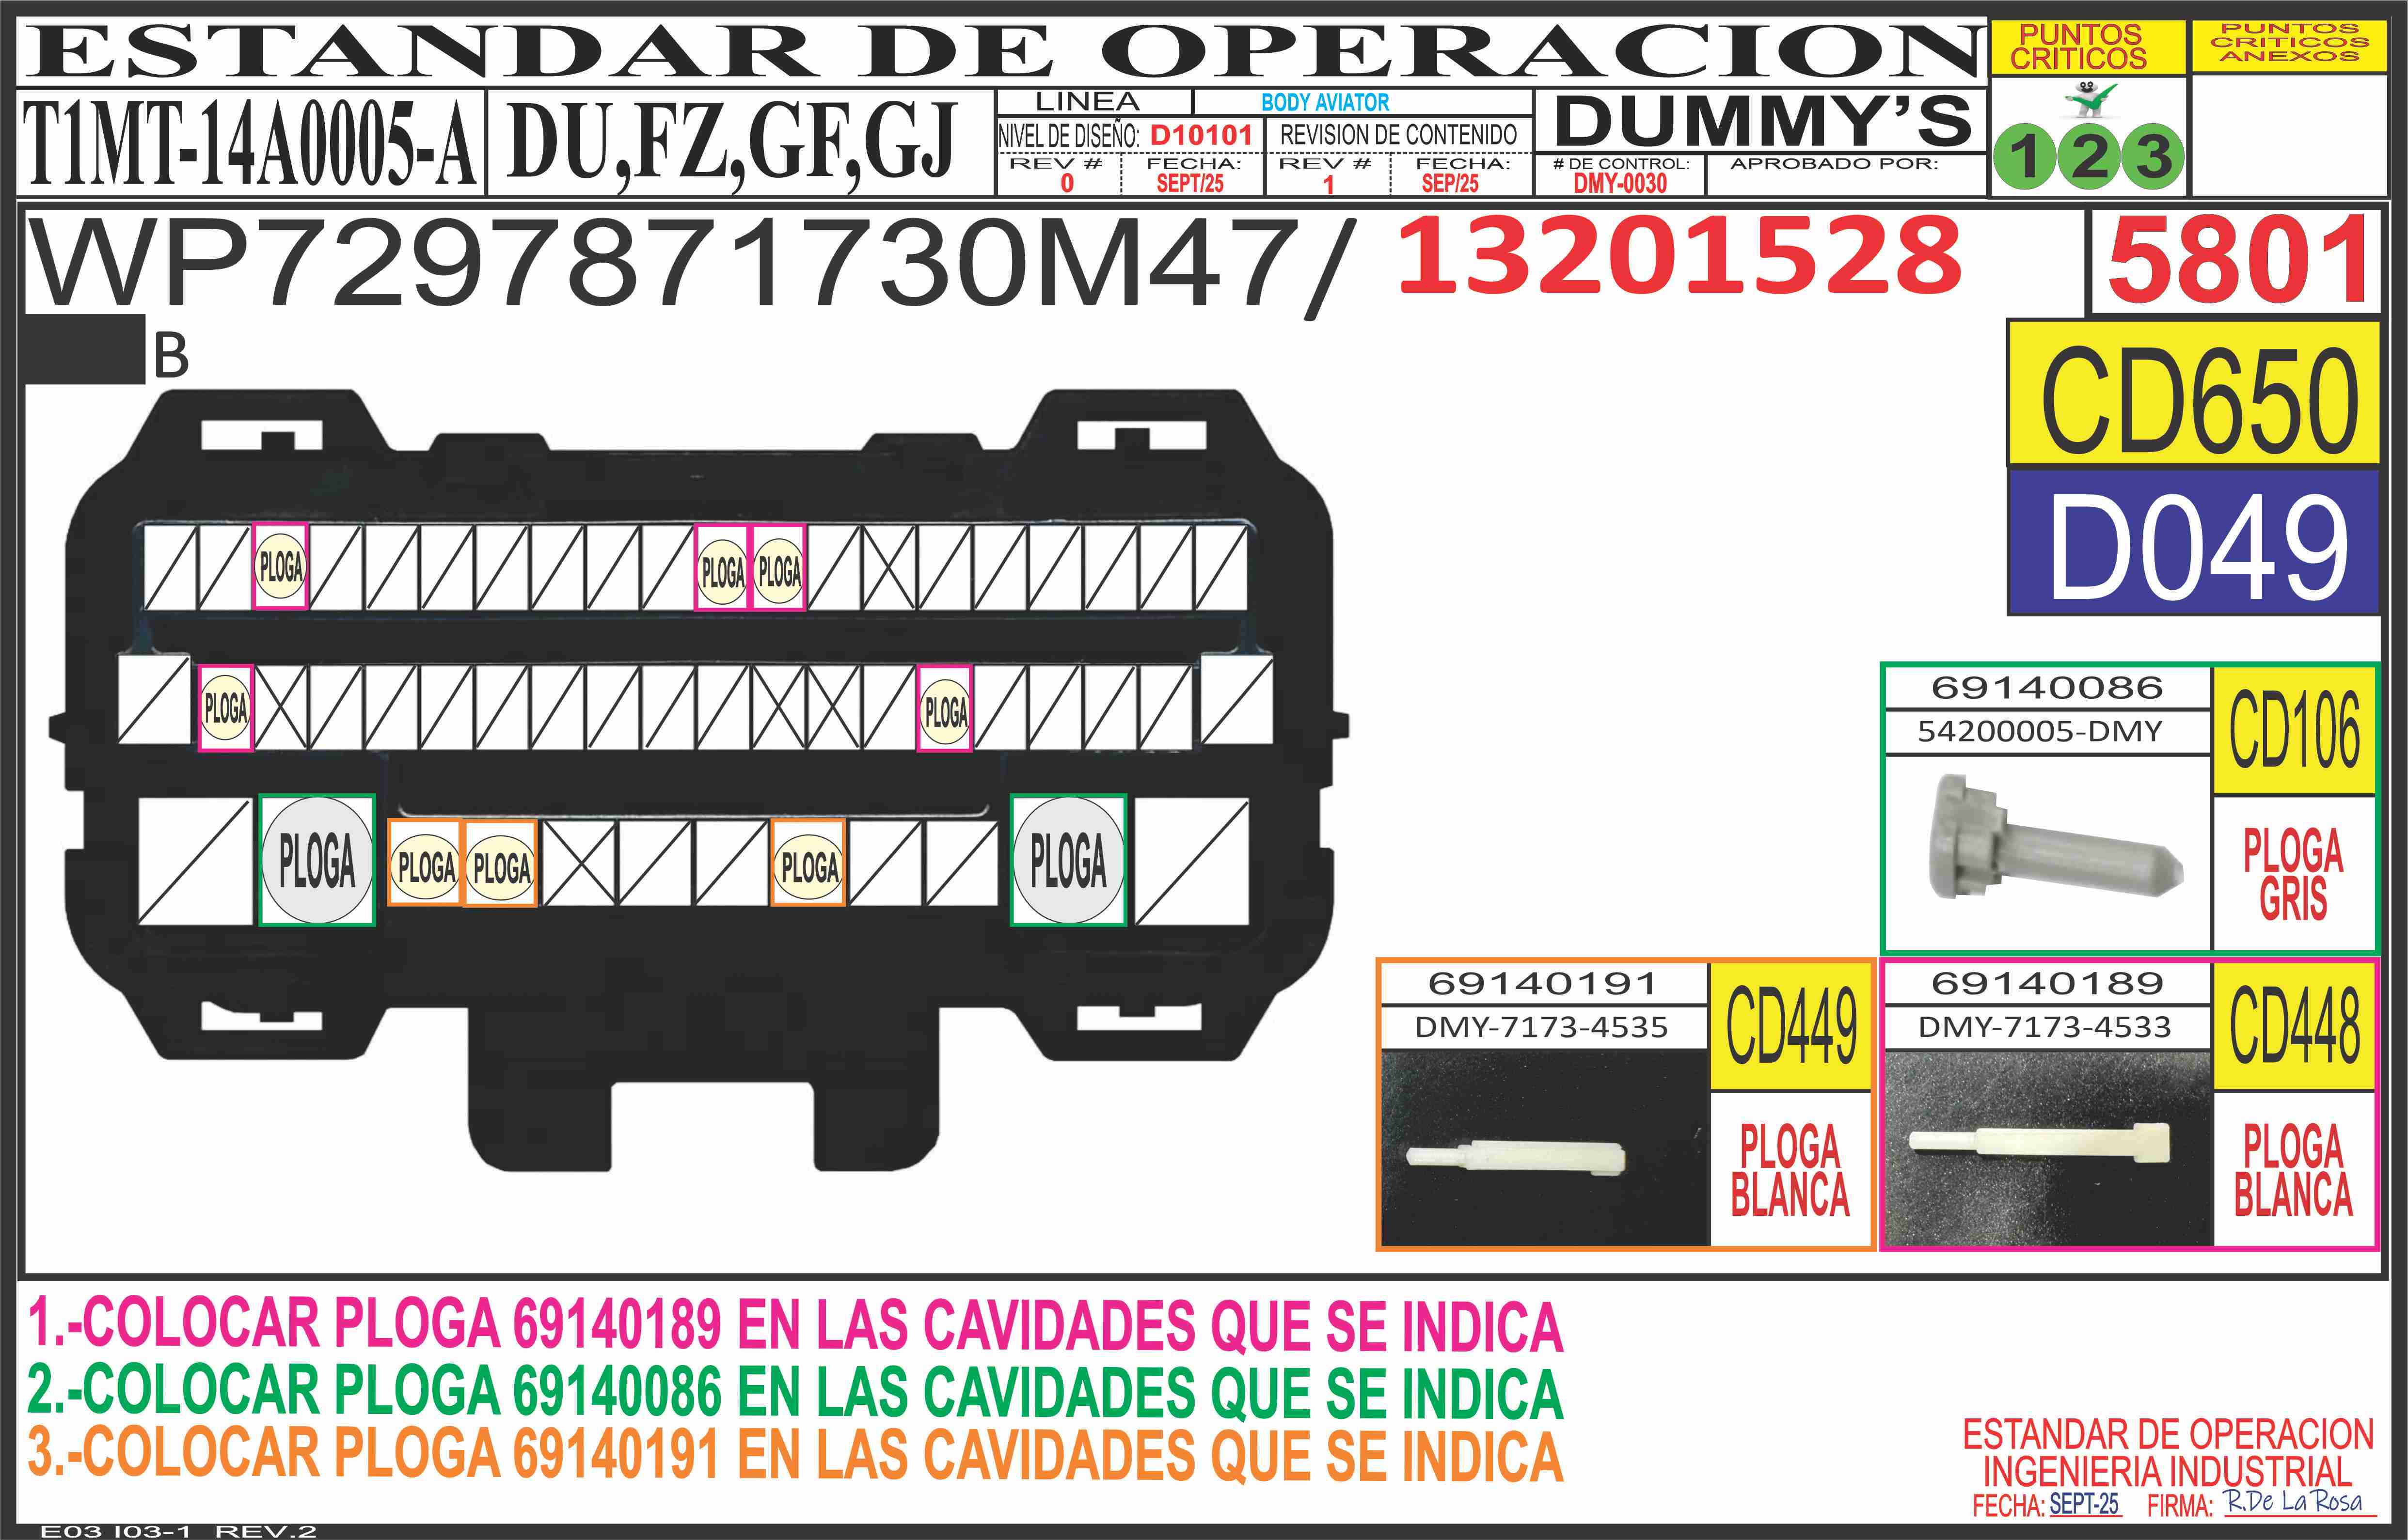 ESTANDAR DE OPERACION
PUNTOS
CRITICOS
PUNTOS
CRITICOS
ANEXOS
T1MT-14A0005-A
DU,FZ,GF,GJ
LINEA
BODY AVIATOR
NIVEL DE DISEÑO: D10101
REVISION DE CONTENIDO
REV #
0
FECHA:
SEPT/25
REV #
1
FECHA:
SEP/25
DUMMY’S
# DE CONTROL:
DMY-0030
APROBADO POR:
1 2 3
WP7297871730M47/ 13201528
5801
B
CD650
D049
PLOGA PLOGA PLOGA
PLOGA PLOGA
PLOGA PLOGA PLOGA PLOGA PLOGA
69140086
54200005-DMY
CD106
PLOGA
GRIS
69140191
DMY-7173-4535
CD449
PLOGA
BLANCA
69140189
DMY-7173-4533
CD448
PLOGA
BLANCA
1.-COLOCAR PLOGA 69140189 EN LAS CAVIDADES QUE SE INDICA
2.-COLOCAR PLOGA 69140086 EN LAS CAVIDADES QUE SE INDICA
3.-COLOCAR PLOGA 69140191 EN LAS CAVIDADES QUE SE INDICA
ESTANDAR DE OPERACION
INGENIERIA INDUSTRIAL
FECHA: SEPT-25 FIRMA: R.De La Rosa
E03 I03-1 REV.2